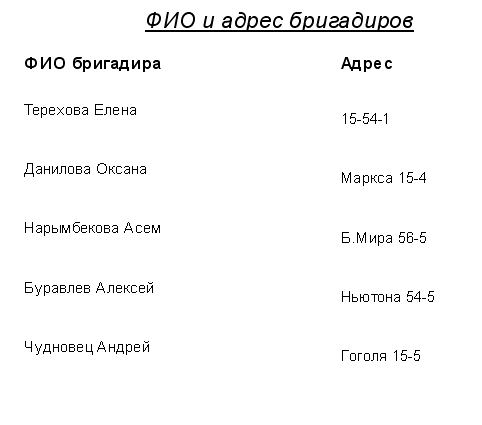 ФИО и адрес бригадиров
ФИО бригадира Адрес
Терехова Елена 15-54-1
Данилова Оксана Маркса 15-4
Нарымбекова Асем Б.Мира 56-5
Буравлев Алексей Ньютона 54-5
Чудновец Андрей Гоголя 15-5